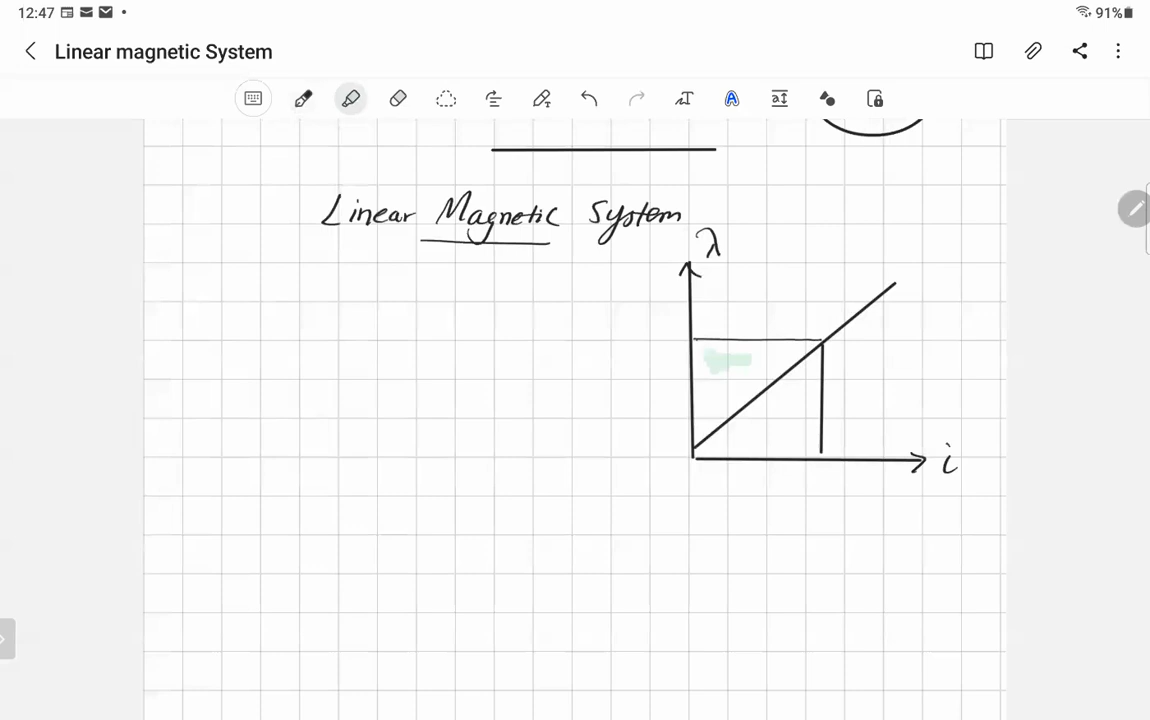 12:47
91%
Linear magnetic System
Linear Magnetic System
λ
i